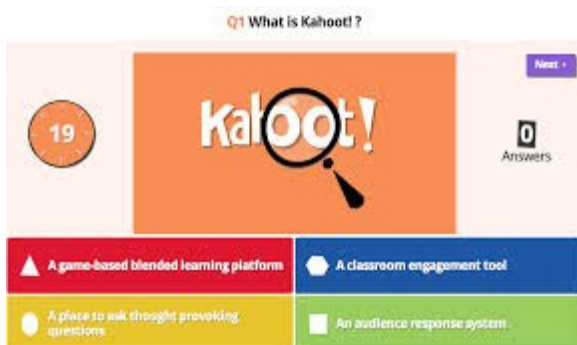 Q1 What is Kahoot! ?
Next
19
Kahoot!
0
Answers
A game-based blended learning platform
A classroom engagement tool
A place to ask thought provoking
questions
An audience response system